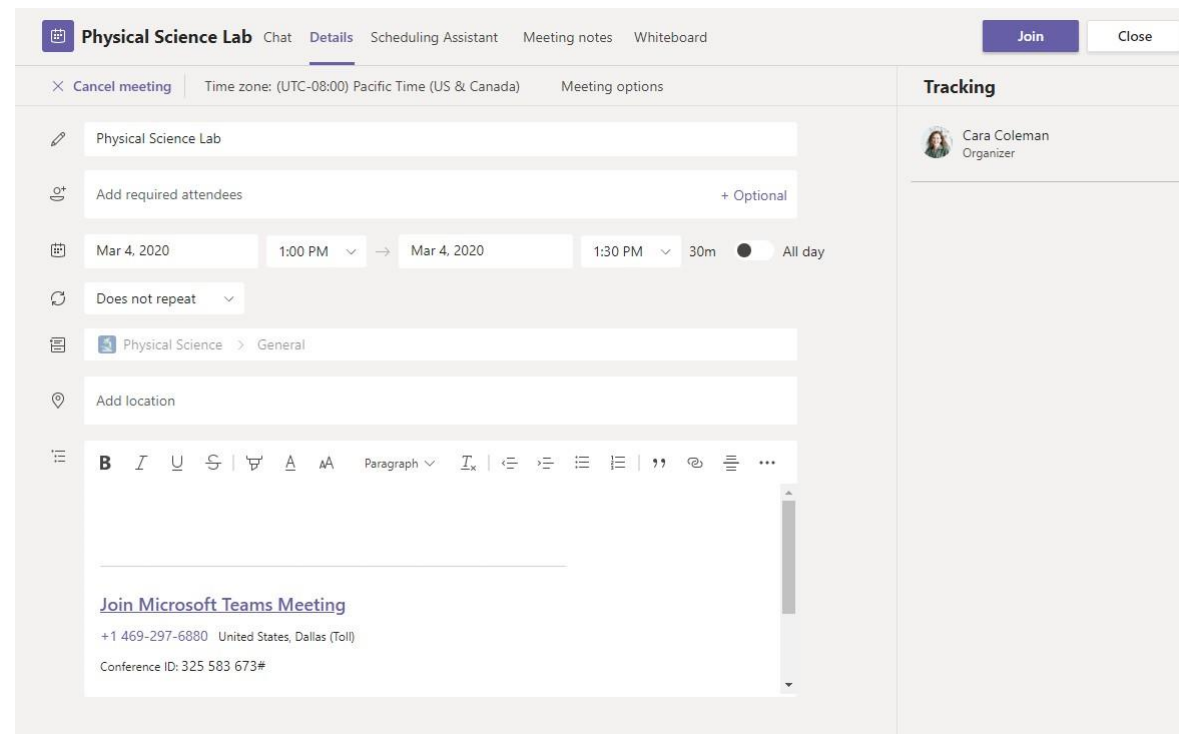 Physical Science Lab Chat Details Scheduling Assistant Meeting notes Whiteboard Join Close
Cancel meeting Time zone: (UTC-08:00) Pacific Time (US & Canada) Meeting options
Physical Science Lab
Add required attendees + Optional
Mar 4, 2020 1:00 PM → Mar 4, 2020 1:30 PM 30m All day
Does not repeat
Physical Science > General
Add location
B I U S A AA Paragraph Tx
Join Microsoft Teams Meeting
+1 469-297-6880 United States, Dallas (Toll)
Conference ID: 325 583 673#
Tracking
Cara Coleman
Organizer